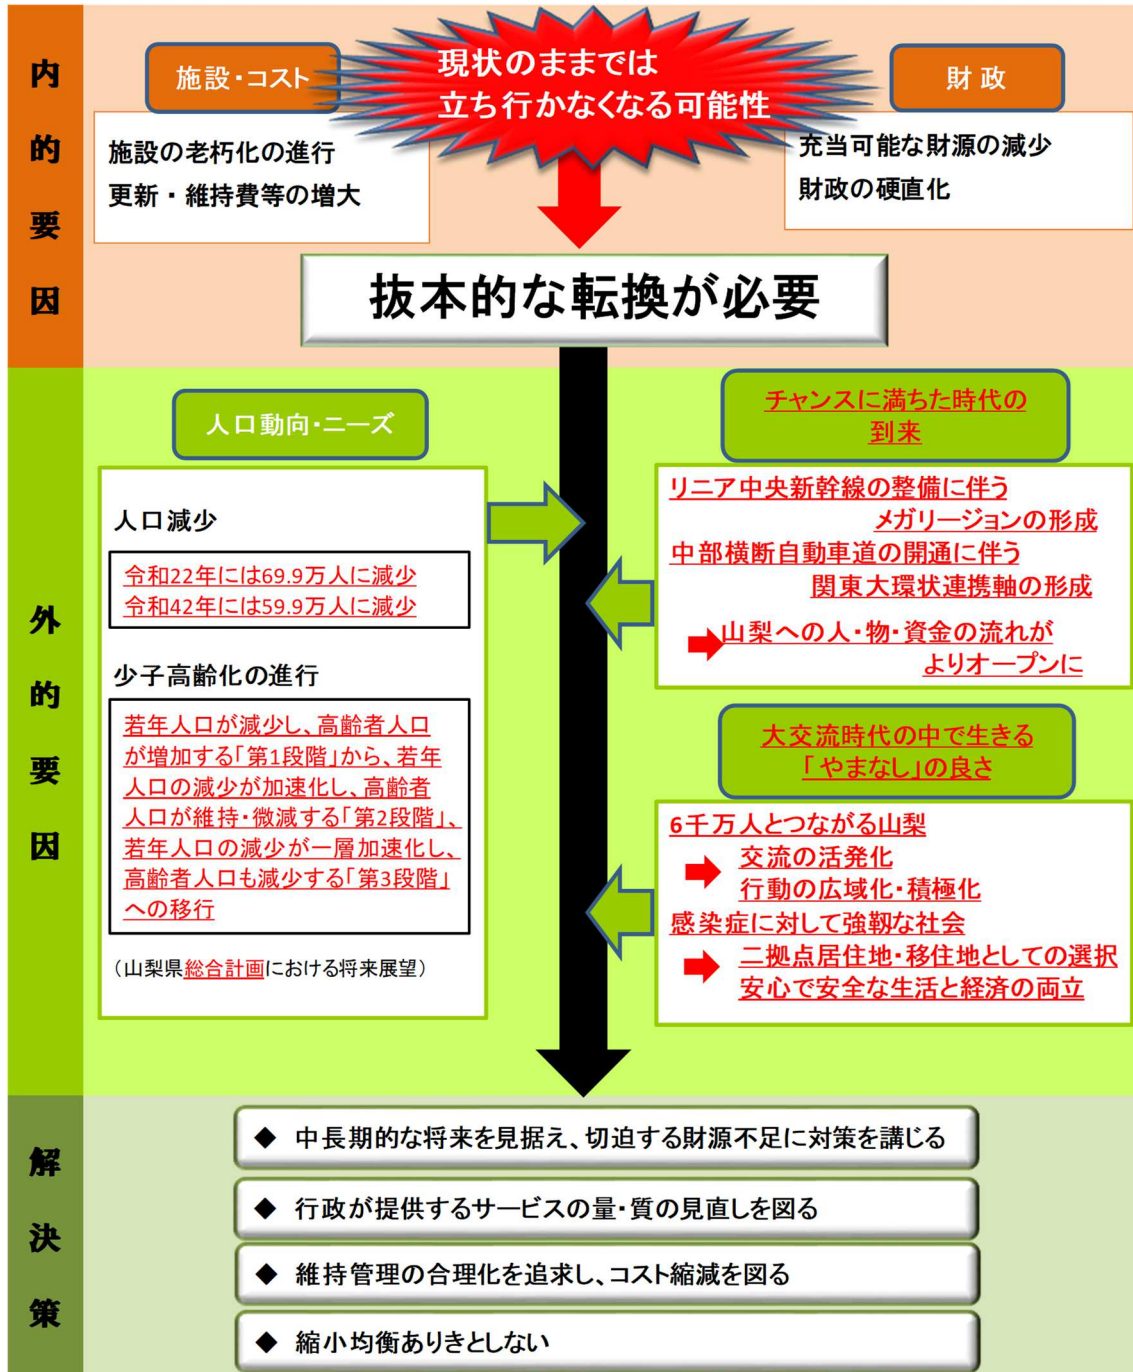 内的要因
現状のままでは
立ち行かなくなる可能性
施設・コスト
施設の老朽化の進行
更新・維持費等の増大
財政
充当可能な財源の減少
財政の硬直化
抜本的な転換が必要
外的要因
人口動向・ニーズ
人口減少
令和22年には69.9万人に減少
令和42年には59.9万人に減少
少子高齢化の進行
若年人口が減少し、高齢者人口
が増加する「第1段階」から、若年
人口の減少が加速化し、高齢者
人口が維持・微減する「第2段階」、
若年人口の減少が一層加速化し、
高齢者人口も減少する「第3段階」
への移行
（山梨県総合計画における将来展望）
チャンスに満ちた時代の
到来
リニア中央新幹線の整備に伴う
メガリージョンの形成
中部横断自動車道の開通に伴う
関東大環状連携軸の形成
山梨への人・物・資金の流れが
よりオープンに
大交流時代の中で生きる
「やまなし」の良さ
6千万人とつながる山梨
交流の活発化
行動の広域化・積極化
感染症に対して強靱な社会
二拠点居住地・移住地としての選択
安心で安全な生活と経済の両立
解決策
◆ 中長期的な将来を見据え、切迫する財源不足に対策を講じる
◆ 行政が提供するサービスの量・質の見直しを図る
◆ 維持管理の合理化を追求し、コスト縮減を図る
◆ 縮小均衡ありきとしない